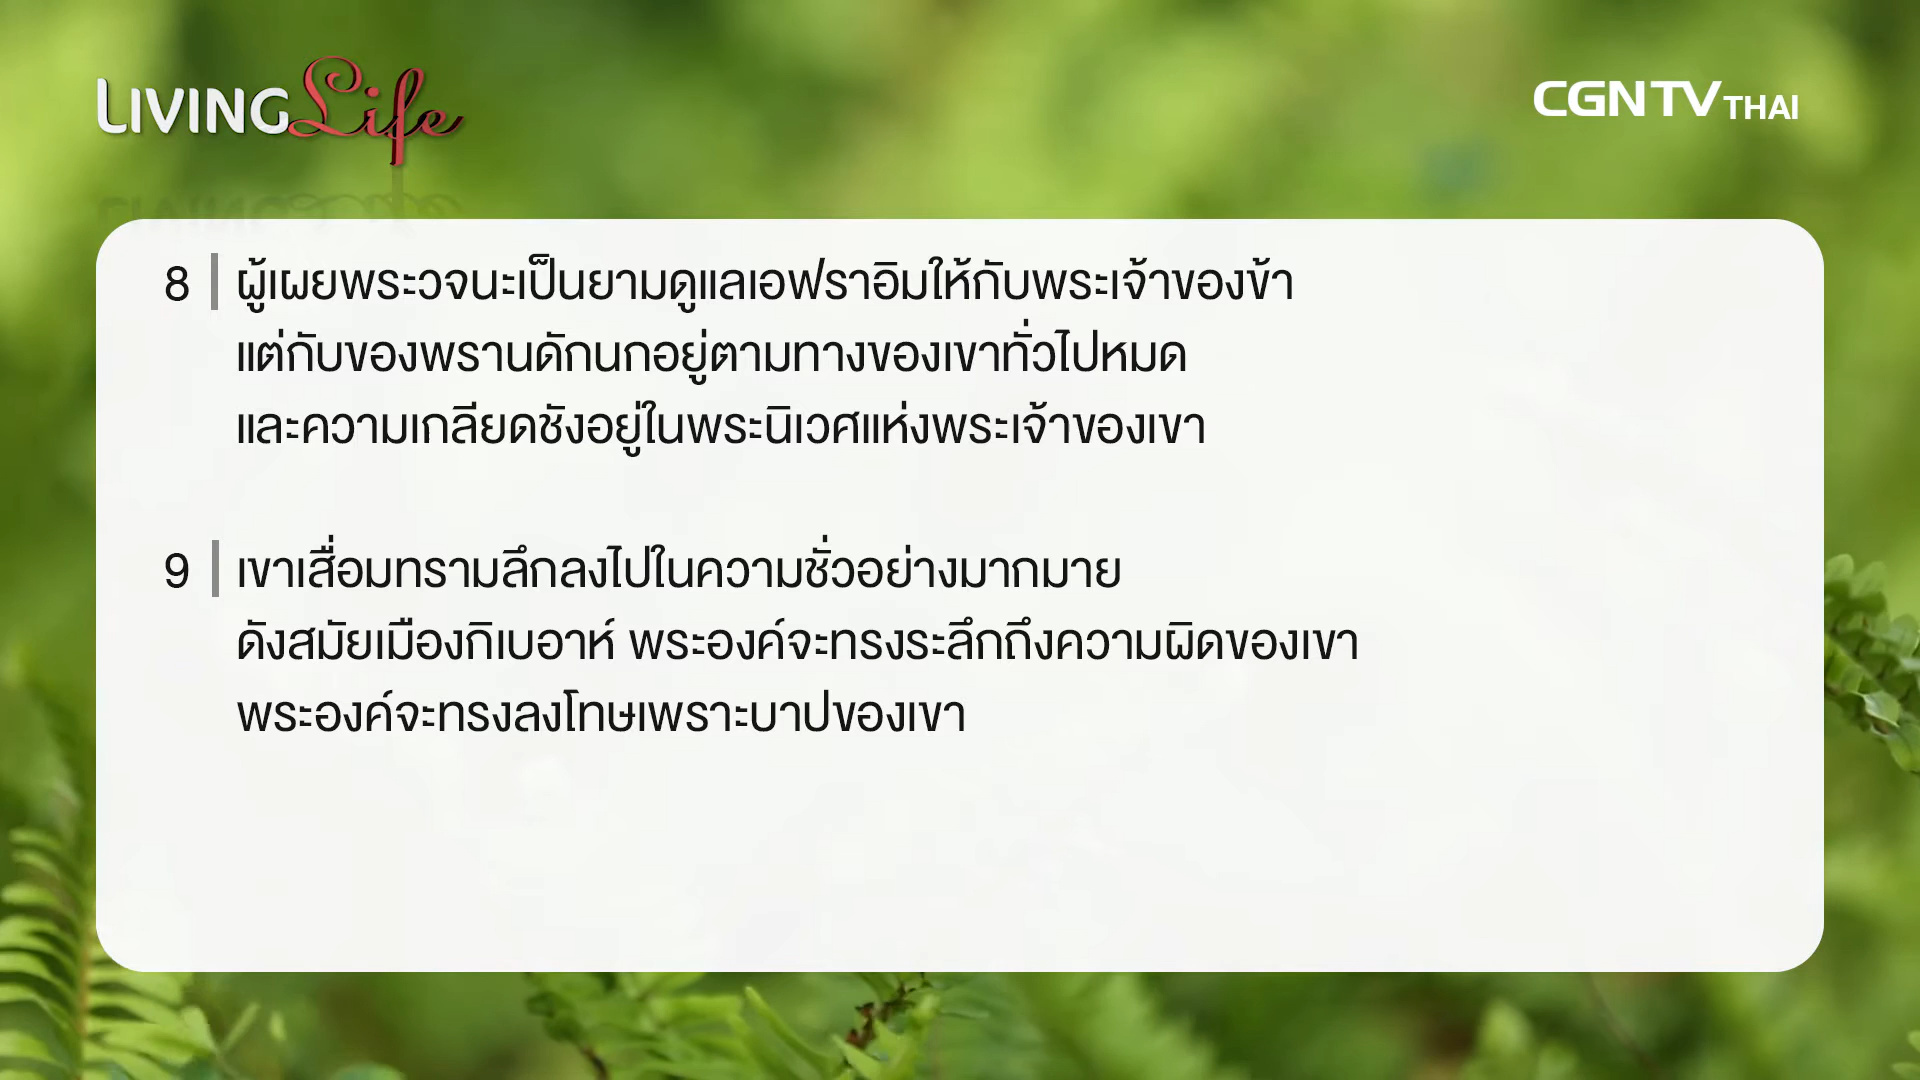 LIVING Life
CGNTV THAI
8 ผู้เผยพระวจนะเป็นยามดูแลเอฟราอิมให้กับพระเจ้าของข้า
แต่กับของพรานดักนกอยู่ตามทางของเขาทั่วไปหมด
และความเกลียดชังอยู่ในพระนิเวศแห่งพระเจ้าของเขา
9 เขาเสื่อมทรามลึกลงไปในความชั่วอย่างมากมาย
ดังสมัยเมืองกิเบอาห์ พระองค์จะทรงระลึกถึงความผิดของเขา
พระองค์จะทรงลงโทษเพราะบาปของเขา